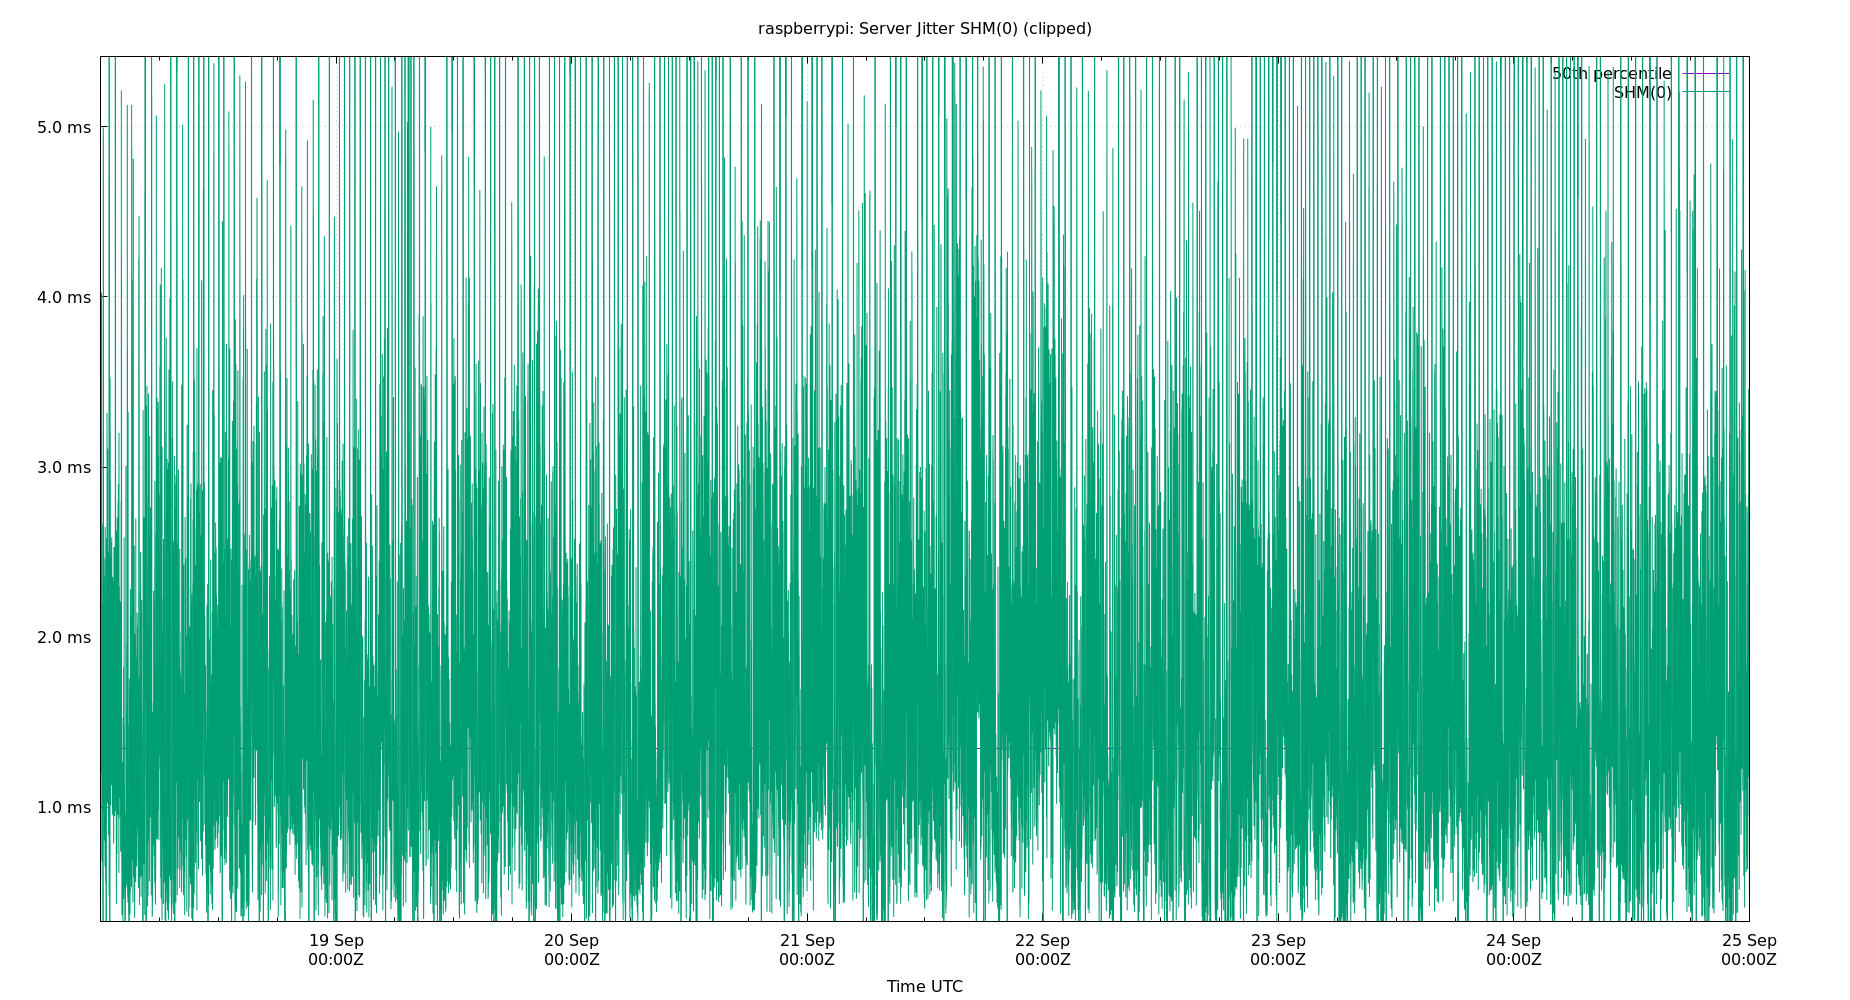 raspberrypi: Server Jitter SHM(0) (clipped)
50th percentile
SHM(0)
5.0 ms
4.0 ms
3.0 ms
2.0 ms
1.0 ms
19 Sep 20 Sep 21 Sep 22 Sep 23 Sep 24 Sep 25 Sep
00:00Z 00:00Z 00:00Z 00:00Z 00:00Z 00:00Z 00:00Z
Time UTC